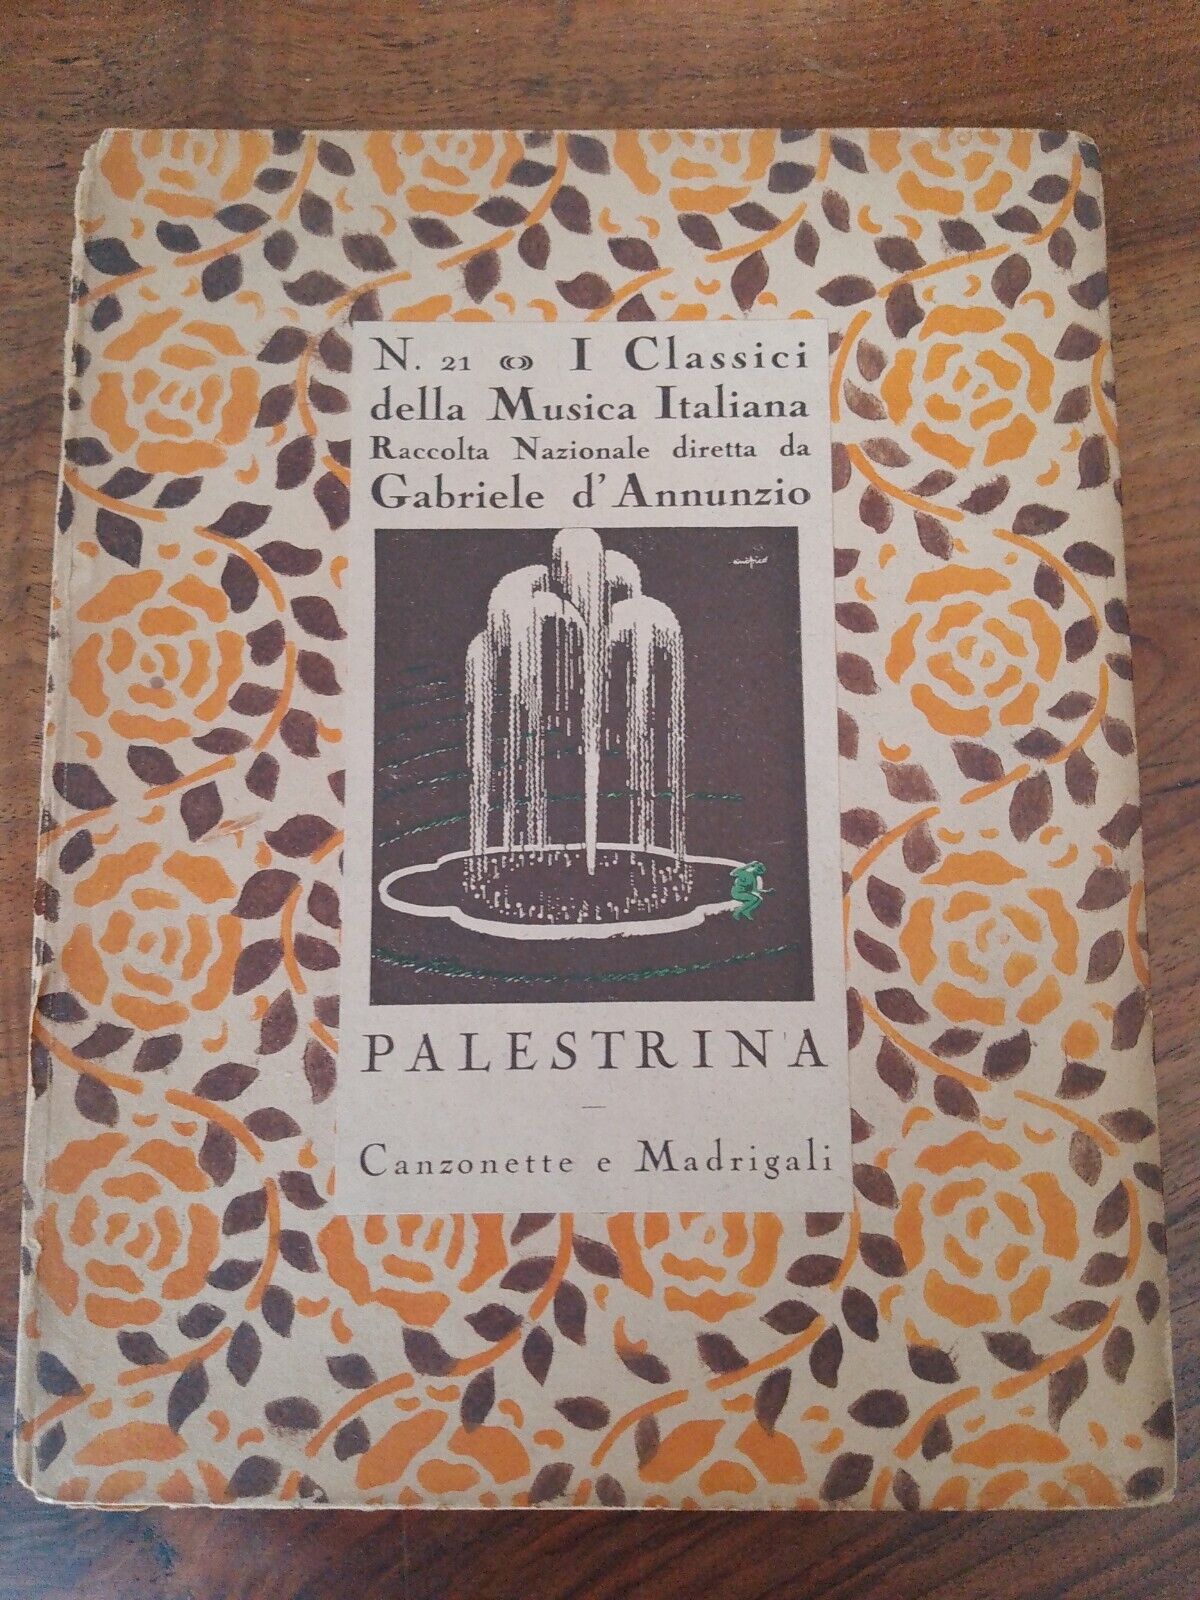 N. 21 I Classici
della Musica Italiana
Raccolta Nazionale diretta da
Gabriele d'Annunzio
PALESTRINA
Canzonette e Madrigali